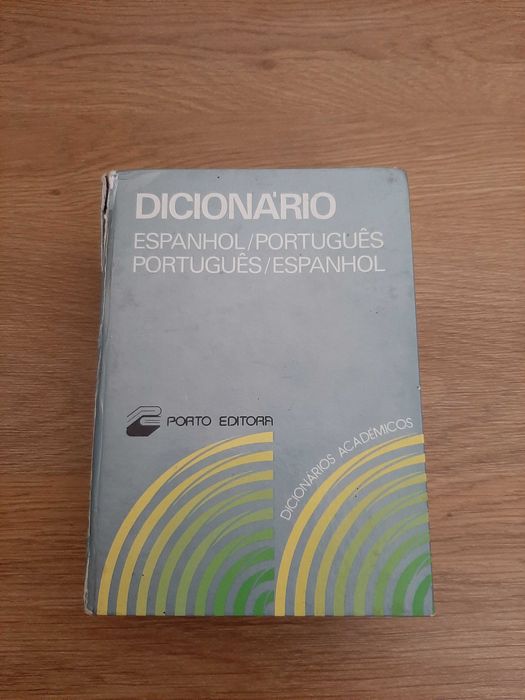 DICIONÁRIO
ESPANHOL/PORTUGUÊS
PORTUGUÊS/ESPANHOL
PORTO EDITORA
DICIONÁRIOS ACADÉMICOS